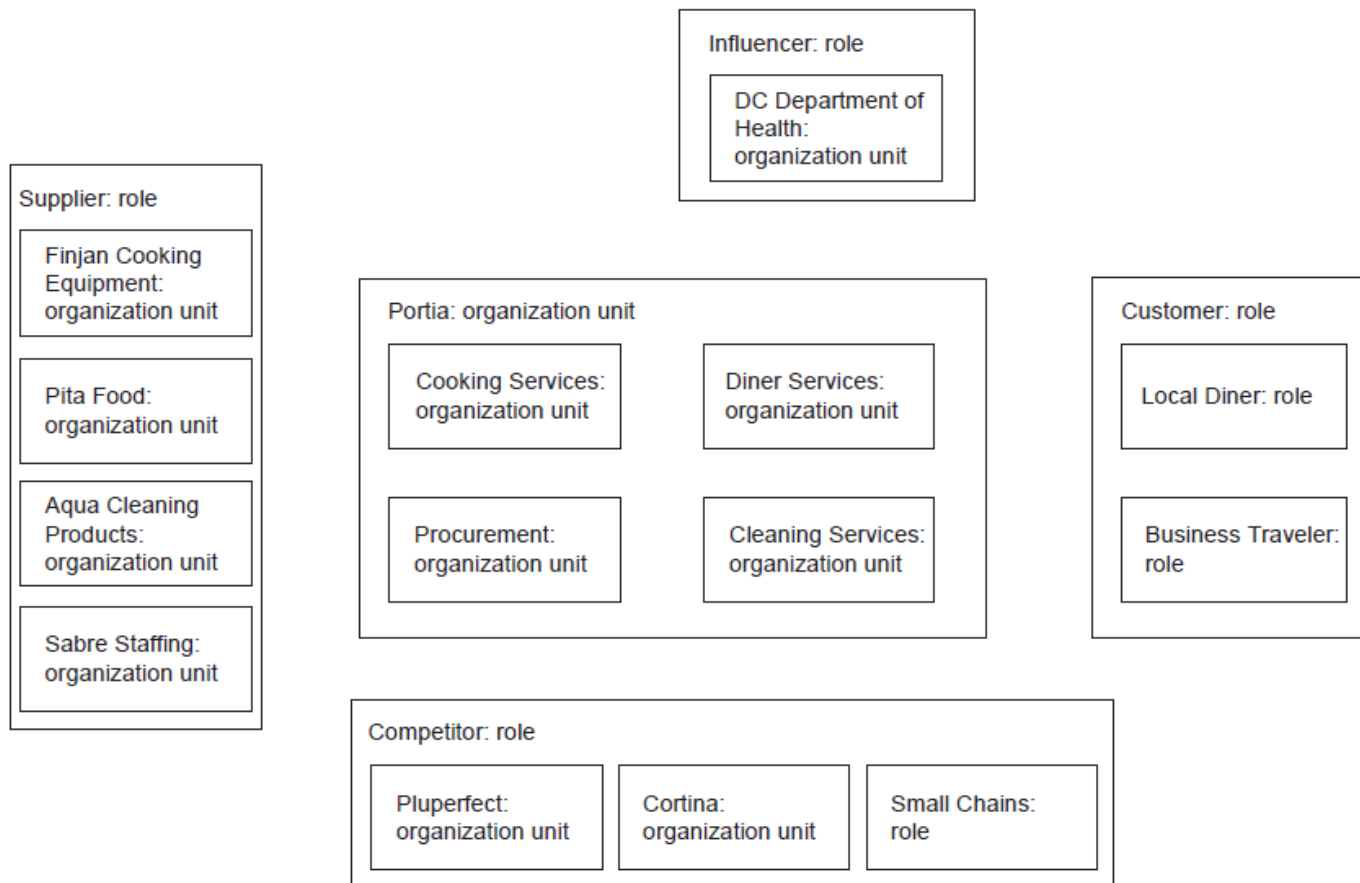 Influencer: role
DC Department of
Health:
organization unit
Supplier: role
Finjan Cooking
Equipment:
organization unit
Pita Food:
organization unit
Aqua Cleaning
Products:
organization unit
Sabre Staffing:
organization unit
Portia: organization unit
Cooking Services:
organization unit
Diner Services:
organization unit
Procurement:
organization unit
Cleaning Services:
organization unit
Customer: role
Local Diner: role
Business Traveler:
role
Competitor: role
Pluperfect:
organization unit
Cortina:
organization unit
Small Chains:
role